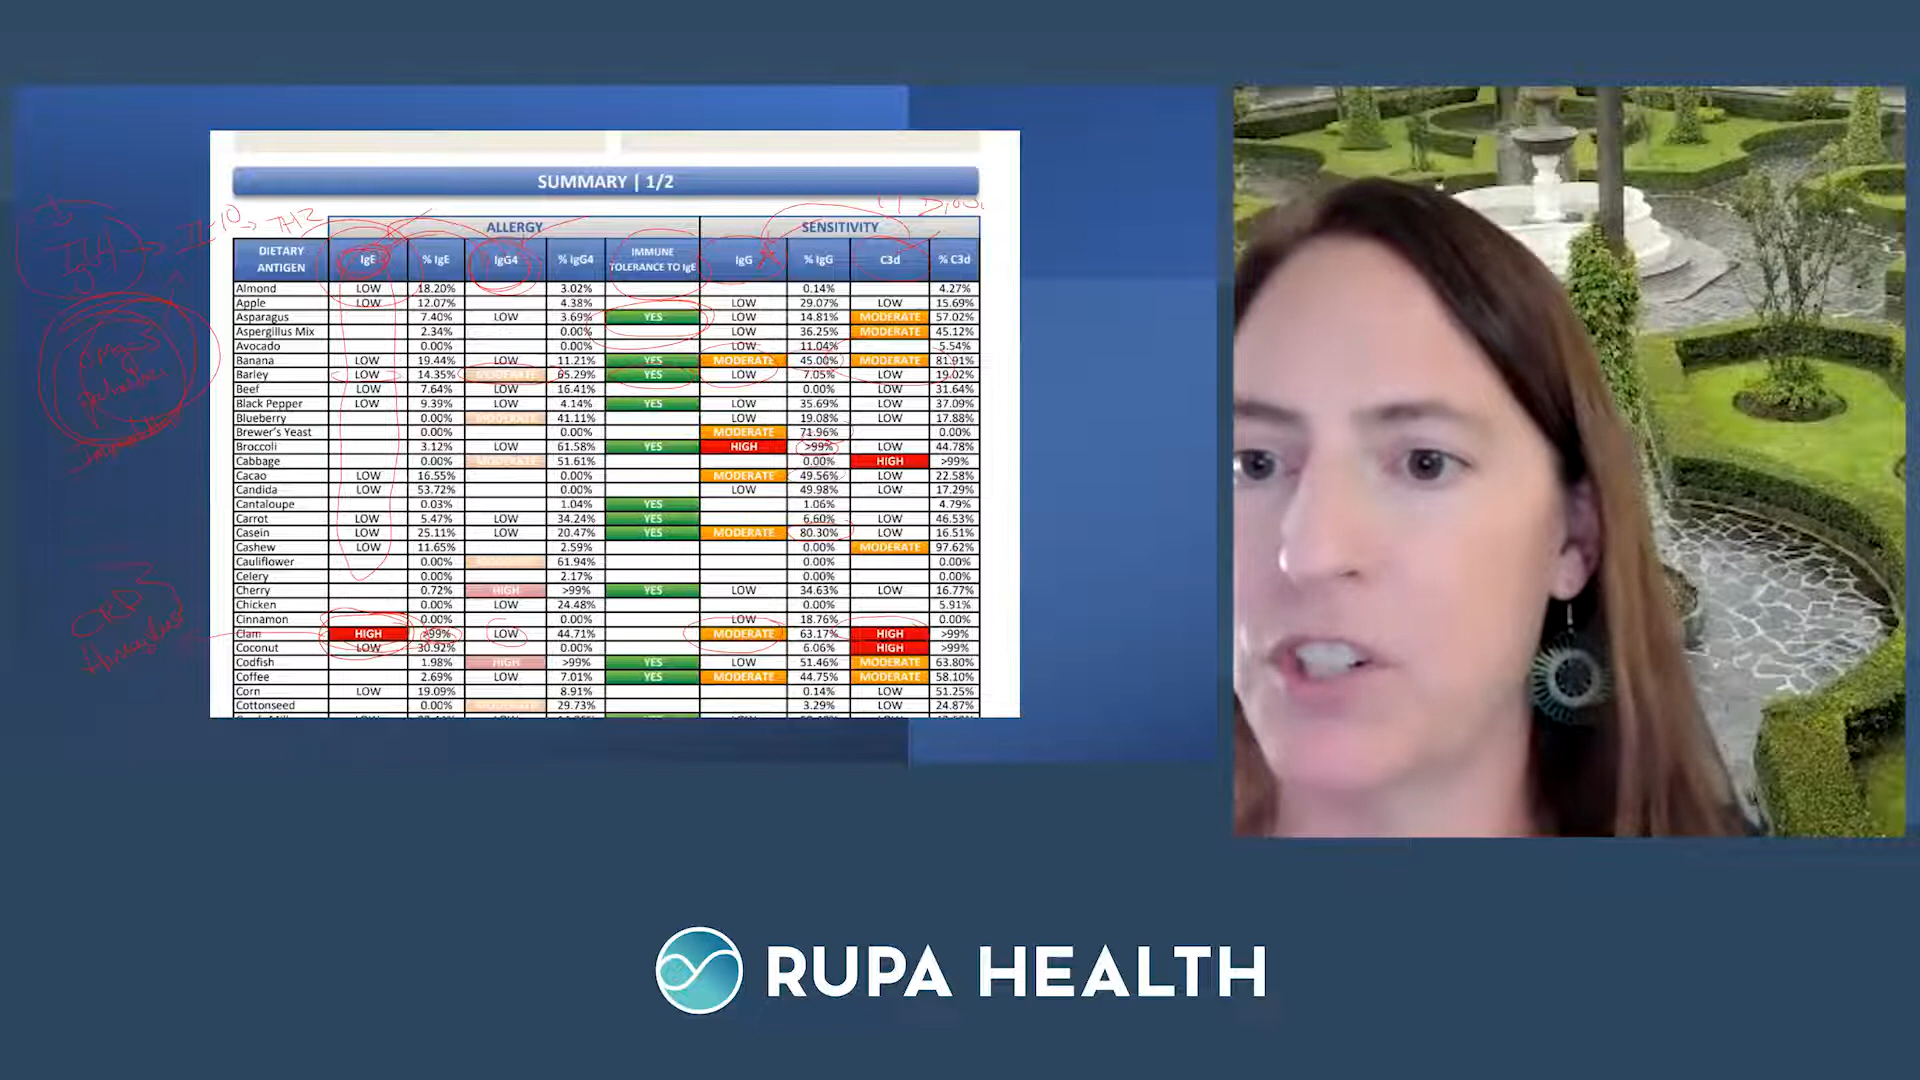 SUMMARY | 1/2
ALLERGY SENSITIVITY
DIETARY ANTIGEN IgE % IgE IgG4 % IgG4 IMMUNE TOLERANCE TO IgE IgG % IgG C3d % C3d
Almond LOW 18.20% 3.02% 0.14% 4.27%
Apple LOW 12.07% 4.38% LOW 29.07% LOW 15.69%
Asparagus 7.40% LOW 3.69% YES LOW 14.81% MODERATE 57.02%
Aspergillus Mix 2.34% 0.00% LOW 36.25% MODERATE 45.12%
Avocado 0.00% 0.00% LOW 11.04% 5.54%
Banana LOW 19.44% LOW 11.21% YES MODERATE 45.00% MODERATE 81.91%
Barley LOW 14.35% MODERATE 65.29% YES LOW 7.05% LOW 19.02%
Beef LOW 7.64% LOW 16.41% 0.00% LOW 31.64%
Black Pepper LOW 9.39% LOW 4.14% YES LOW 35.69% LOW 37.09%
Blueberry 0.00% MODERATE 41.11% LOW 19.08% LOW 17.88%
Brewer's Yeast 0.00% 0.00% MODERATE 71.96% 0.00%
Broccoli 3.12% LOW 61.58% YES HIGH >99% LOW 44.78%
Cabbage 0.00% MODERATE 51.61% 0.00% HIGH >99%
Cacao LOW 16.55% 0.00% MODERATE 49.56% LOW 22.58%
Candida LOW 53.72% 0.00% LOW 49.98% LOW 17.29%
Cantaloupe 0.03% 1.04% YES 1.06% 4.79%
Carrot LOW 5.47% LOW 34.24% YES 6.60% LOW 46.53%
Casein LOW 25.11% LOW 20.47% YES MODERATE 80.30% LOW 16.51%
Cashew LOW 11.65% 2.59% 0.00% MODERATE 97.62%
Cauliflower 0.00% MODERATE 61.94% 0.00% 0.00%
Celery 0.00% 2.17% 0.00% 0.00%
Cherry 0.72% HIGH >99% YES LOW 34.63% LOW 16.77%
Chicken 0.00% LOW 24.48% 0.00% 5.91%
Cinnamon 0.00% 0.00% LOW 18.76% 0.00%
Clam HIGH >99% LOW 44.71% MODERATE 63.17% HIGH >99%
Coconut LOW 30.92% 0.00% 6.06% HIGH >99%
Codfish 1.98% HIGH >99% YES LOW 51.46% MODERATE 63.80%
Coffee 2.69% LOW 7.01% YES MODERATE 44.75% MODERATE 58.10%
Corn LOW 19.09% 8.91% 0.14% LOW 51.25%
Cottonseed 0.00% MODERATE 29.73% 3.29% LOW 24.87%
IgA
RUPA HEALTH